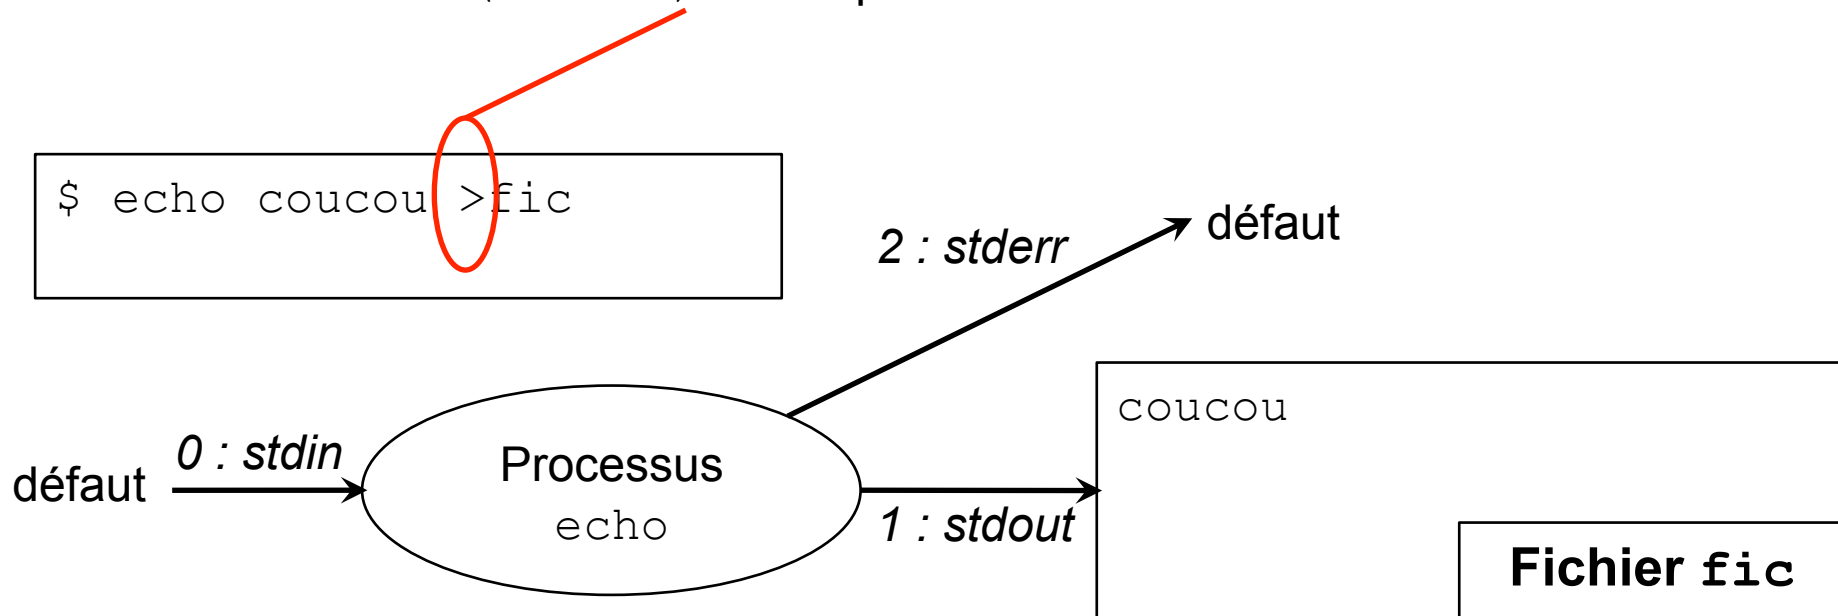 $ echo coucou >fic
2 : stderr
défaut
coucou
0 : stdin
défaut
Processus
echo
1 : stdout
Fichier fic